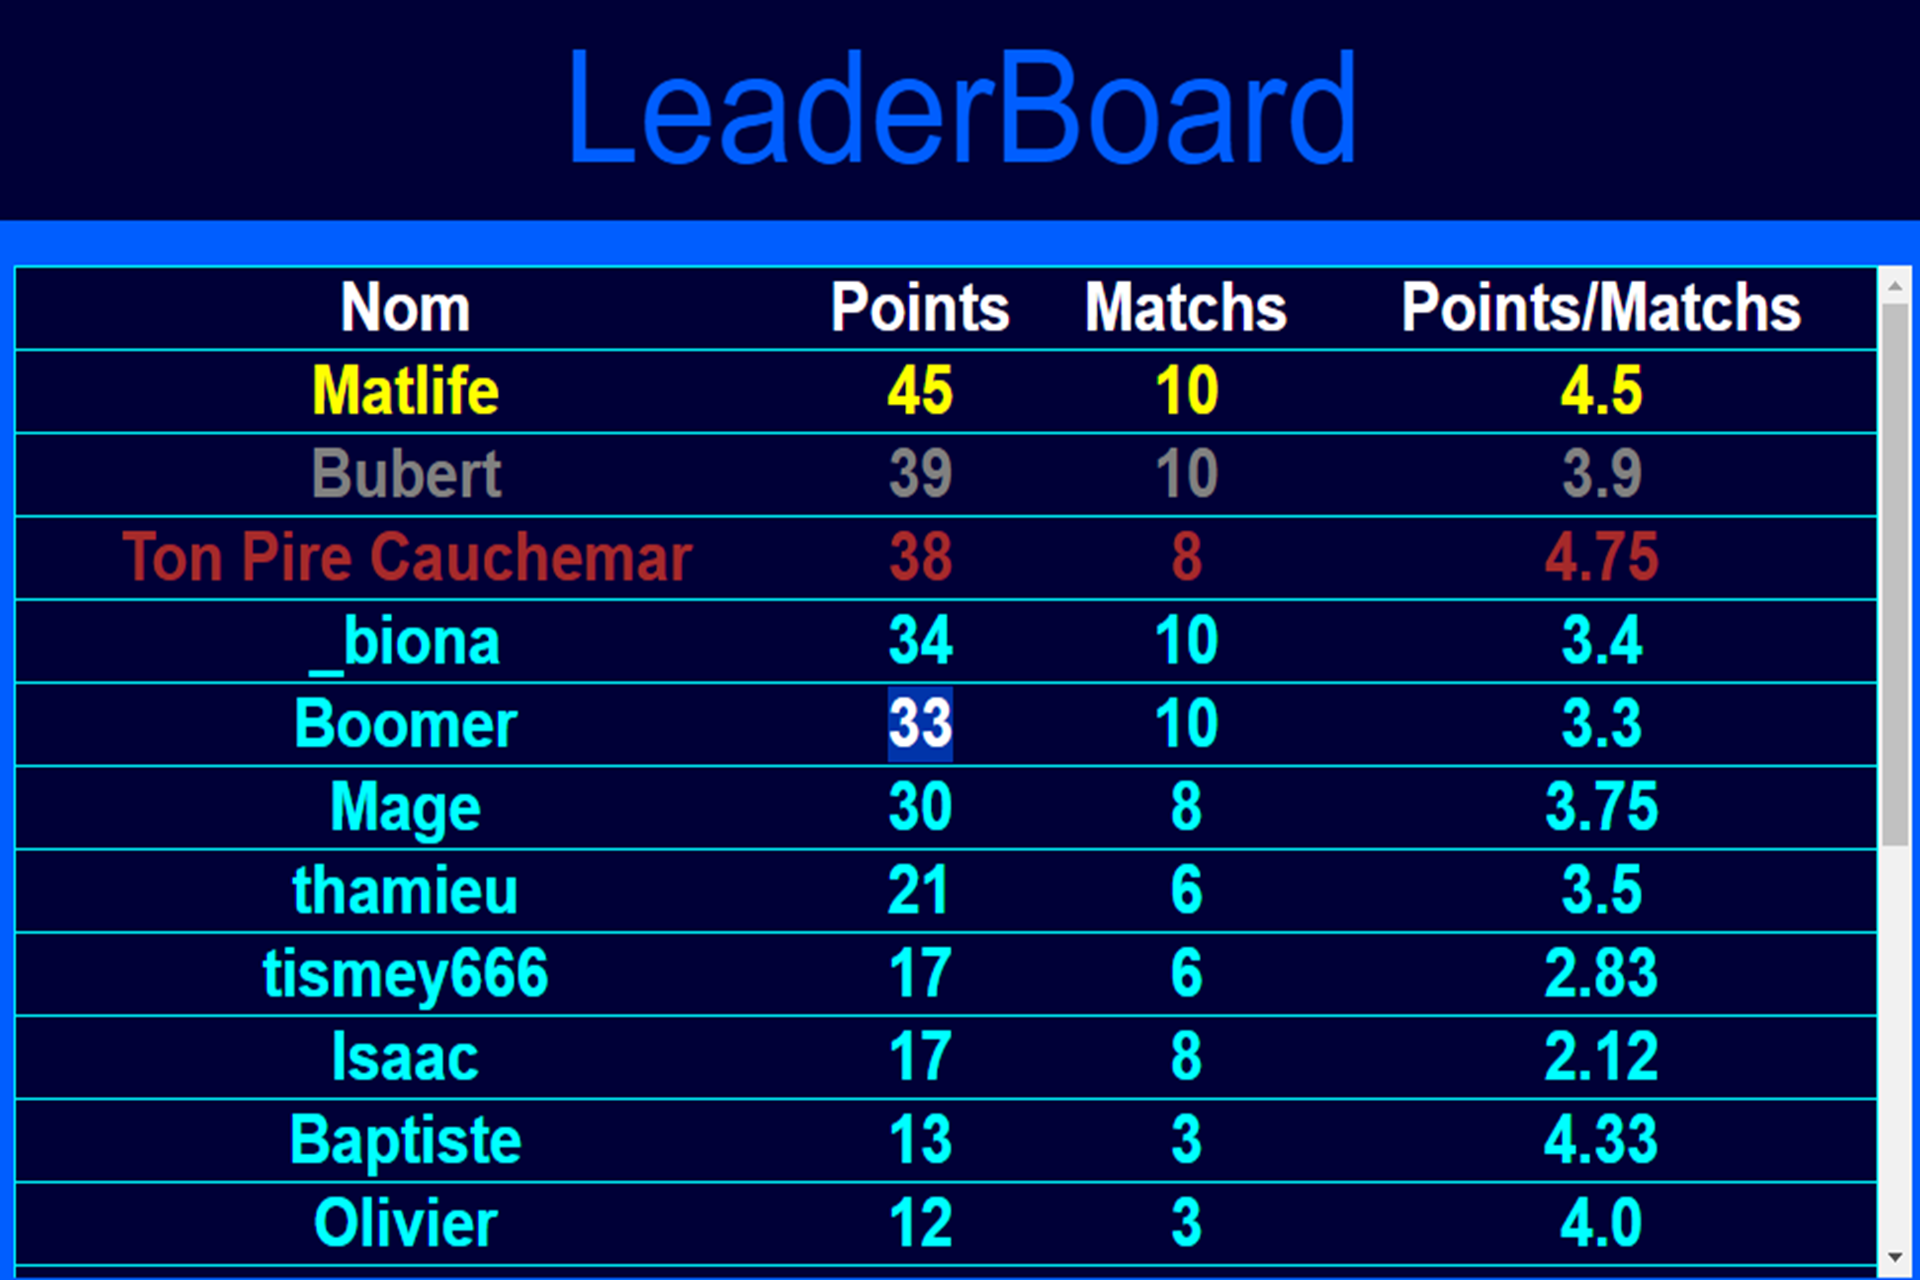 LeaderBoard
Nom Points Matchs Points/Matchs
Matlife 45 10 4.5
Bubert 39 10 3.9
Ton Pire Cauchemar 38 8 4.75
_biona 34 10 3.4
Boomer 33 10 3.3
Mage 30 8 3.75
thamieu 21 6 3.5
tismey666 17 6 2.83
Isaac 17 8 2.12
Baptiste 13 3 4.33
Olivier 12 3 4.0